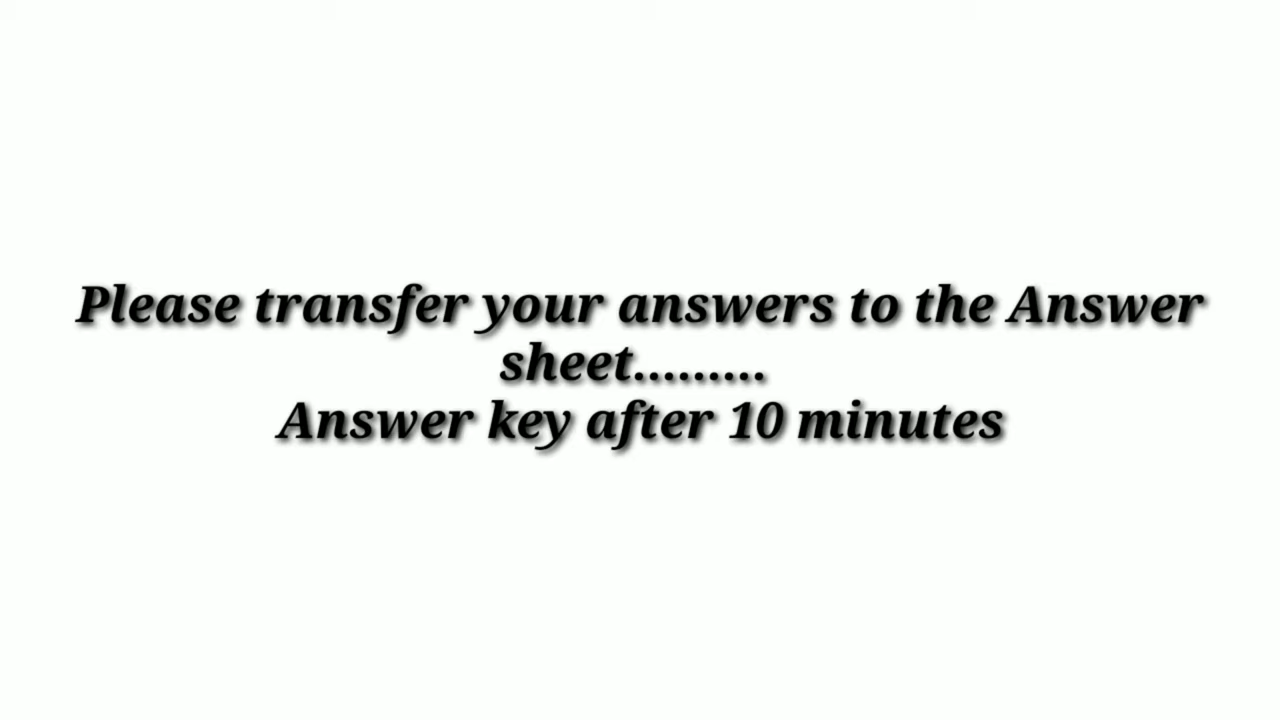 Please transfer your answers to the Answer
sheet.........
Answer key after 10 minutes